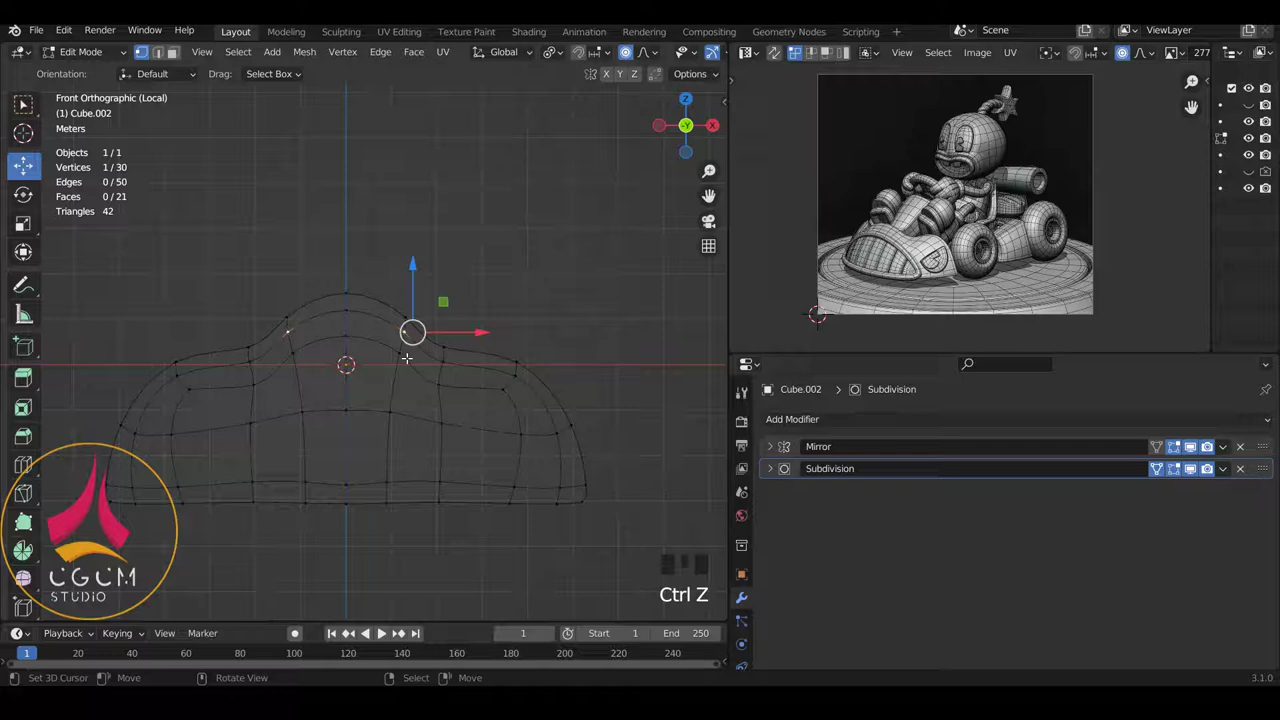 File Edit Render Window Help Layout Modeling Sculpting UV Editing Texture Paint Shading Animation Rendering Compositing Geometry Nodes Scripting Scene ViewLayer
Edit Mode View Select Add Mesh Vertex Edge Face UV Global View Select Image UV 277
Orientation: Default Drag: Select Box X Y Z Options
Front Orthographic (Local)
(1) Cube.002
Meters
Objects 1 / 1
Vertices 1 / 30
Edges 0 / 50
Faces 0 / 21
Triangles 42
Z
-Y
X
Cube.002 Subdivision
Add Modifier
Mirror
Subdivision
CGCM
STUDIO
Ctrl Z
Playback Keying View Marker 1 Start 1 End 250
1 20 40 60 80 100 120 140 160 180 200 220 240
Set 3D Cursor Move Rotate View Select Move 3.1.0